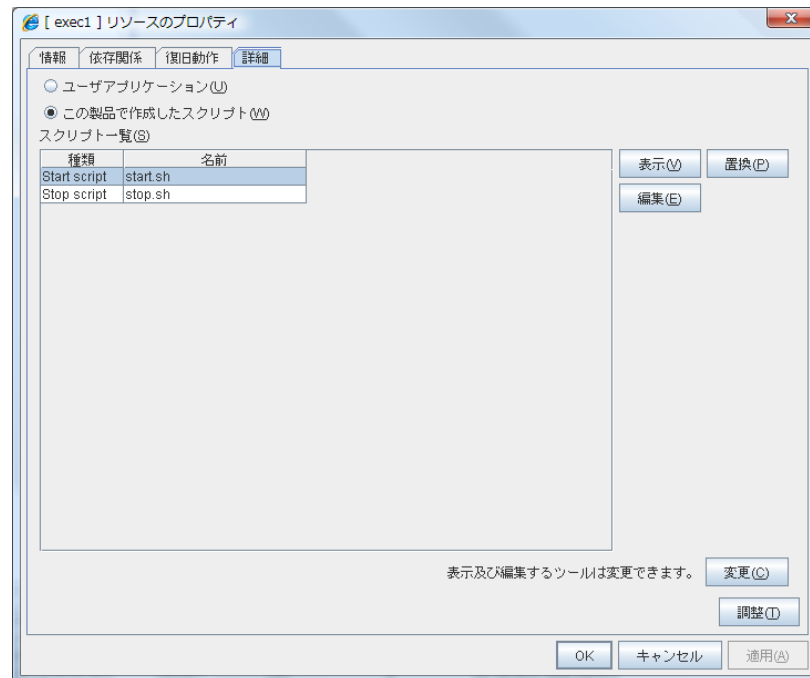 [ exec1 ] リソースのプロパティ
情報 依存関係 復旧動作 詳細
ユーザアプリケーション(U)
この製品で作成したスクリプト(W)
スクリプト一覧(S)
種類 名前
Start script start.sh
Stop script stop.sh
表示(V) 置換(P)
編集(E)
表示及び編集するツールは変更できます。 変更(C)
調整(T)
OK キャンセル 適用(A)